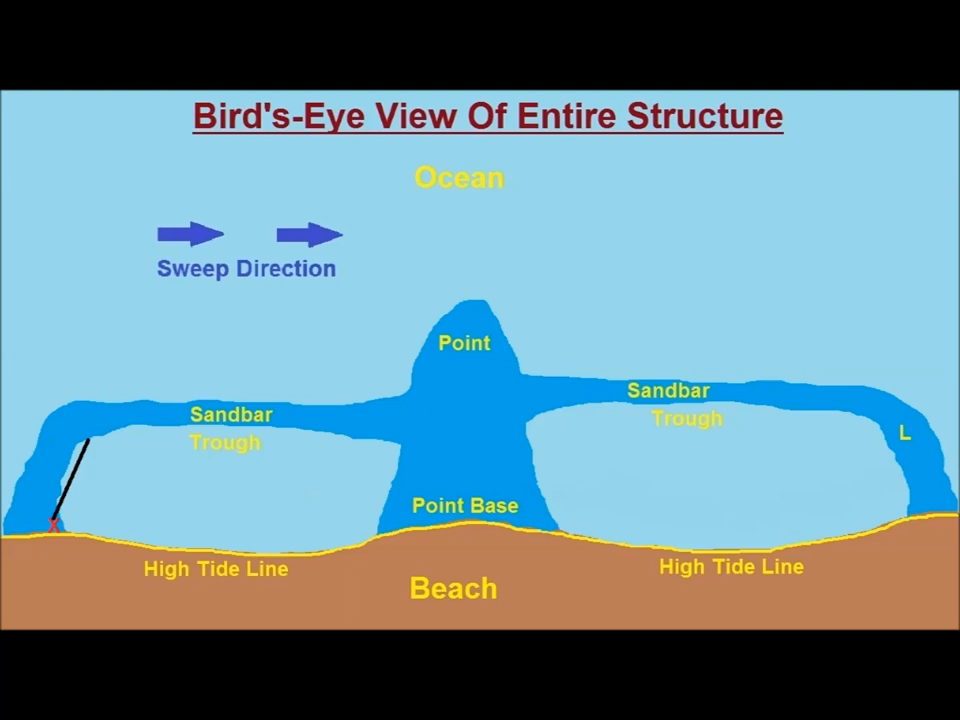 Bird's-Eye View Of Entire Structure
Ocean
Sweep Direction
Point
Sandbar
Trough
Sandbar
Trough
L
Point Base
X
High Tide Line
High Tide Line
Beach